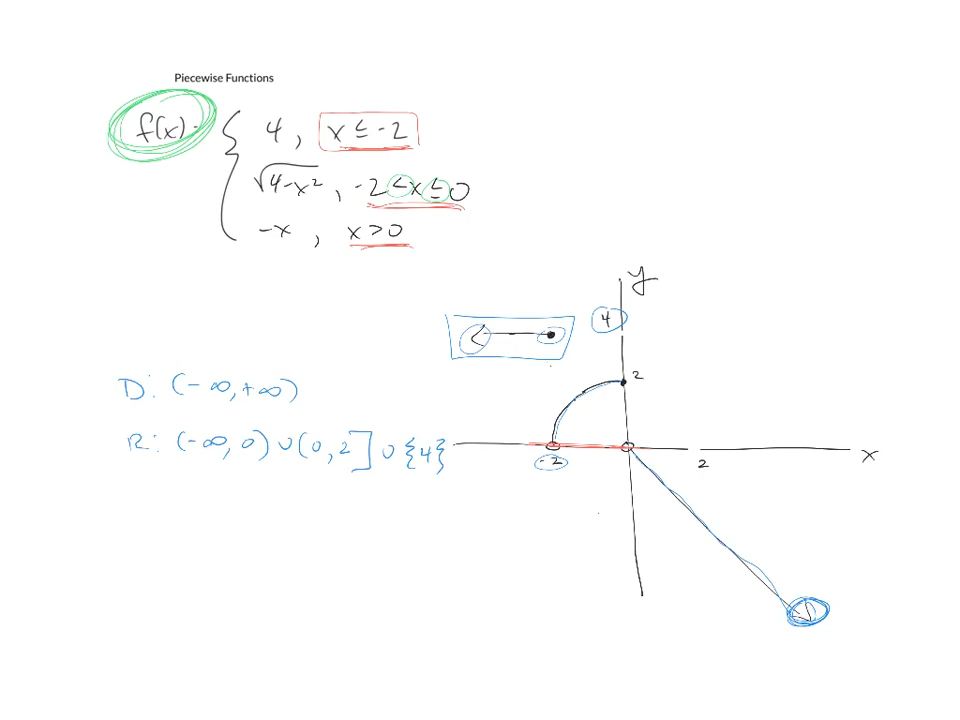 Piecewise Functions
f(x) = { 4, x ≤ -2
√4-x², -2 < x ≤ 0
-x, x > 0
y
4
2
D: (-∞, +∞)
R: (-∞, 0) ∪ (0, 2] ∪ {4}
-2
2
x